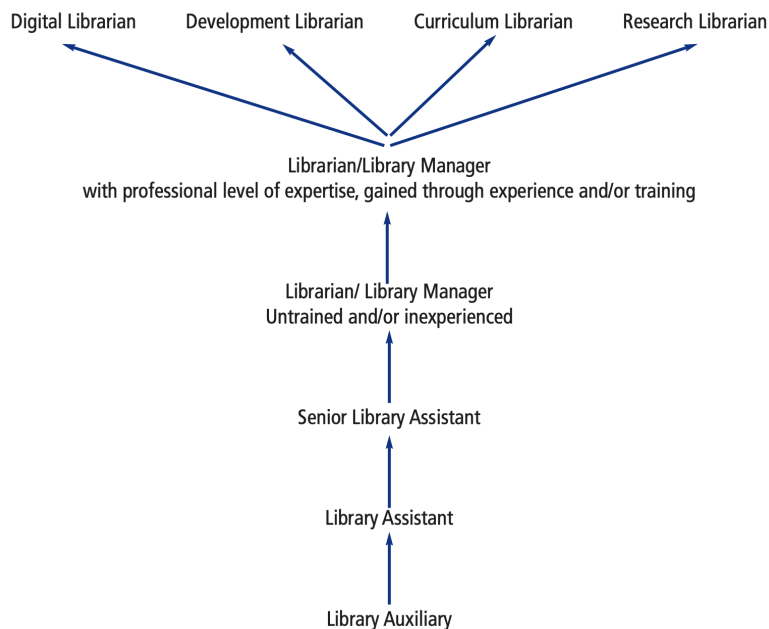 Digital Librarian
Development Librarian
Curriculum Librarian
Research Librarian
Librarian/Library Manager
with professional level of expertise, gained through experience and/or training
Librarian/ Library Manager
Untrained and/or inexperienced
Senior Library Assistant
Library Assistant
Library Auxiliary